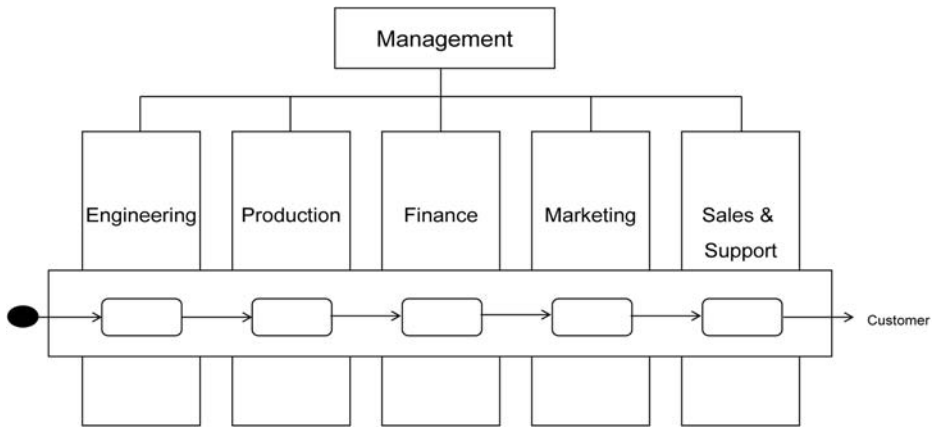 Management
Engineering
Production
Finance
Marketing
Sales &
Support
Customer